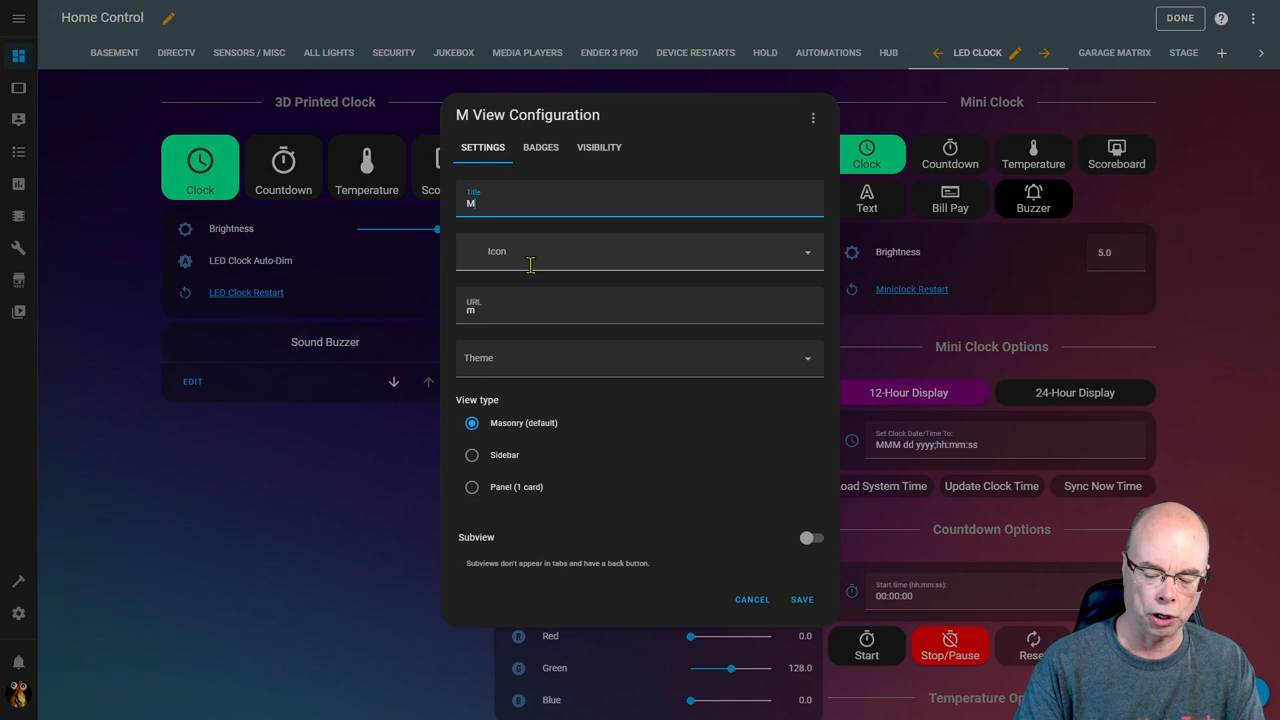 Home Control
DONE
BASEMENT
DIRECTV
SENSORS / MISC
ALL LIGHTS
SECURITY
JUKEBOX
MEDIA PLAYERS
ENDER 3 PRO
DEVICE RESTARTS
HOLD
AUTOMATIONS
HUB
LED CLOCK
GARAGE MATRIX
STAGE
3D Printed Clock
Clock
Countdown
Temperature
Brightness
LED Clock Auto-Dim
LED Clock Restart
Sound Buzzer
EDIT
M View Configuration
SETTINGS
BADGES
VISIBILITY
Title
M
Icon
URL
m
Theme
View type
Masonry (default)
Sidebar
Panel (1 card)
Subview
Subviews don't appear in tabs and have a back button.
CANCEL
SAVE
Red
0.0
Green
128.0
Blue
0.0
Mini Clock
Clock
Countdown
Temperature
Scoreboard
Text
Bill Pay
Buzzer
Brightness
5.0
Miniclock Restart
Mini Clock Options
12-Hour Display
24-Hour Display
Set Clock Date/Time To:
MMM dd yyyy;hh:mm:ss
oad System Time
Update Clock Time
Sync Now Time
Countdown Options
Start time (hh:mm:ss)
00:00:00
Start
Stop/Pause
Rese
Temperature Op